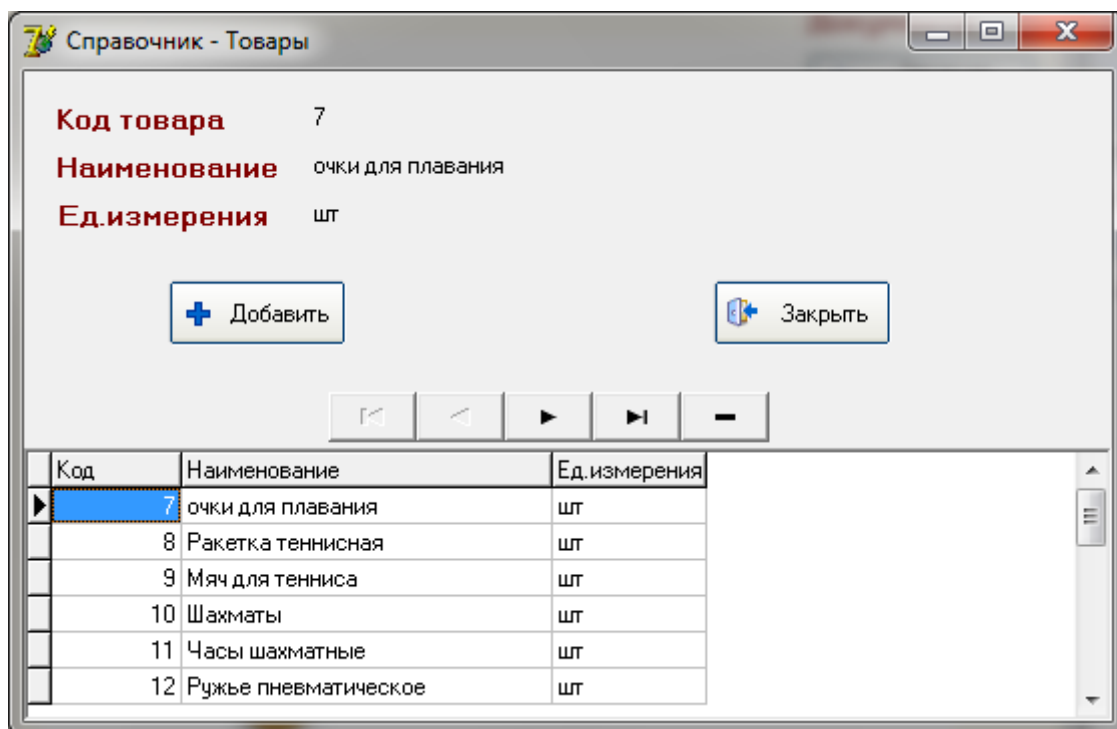 Справочник - Товары
Код товара 7
Наименование очки для плавания
Ед.измерения шт
Добавить Закрыть
Код Наименование Ед.измерения
7 очки для плавания шт
8 Ракетка теннисная шт
9 Мяч для тенниса шт
10 Шахматы шт
11 Часы шахматные шт
12 Ружье пневматическое шт